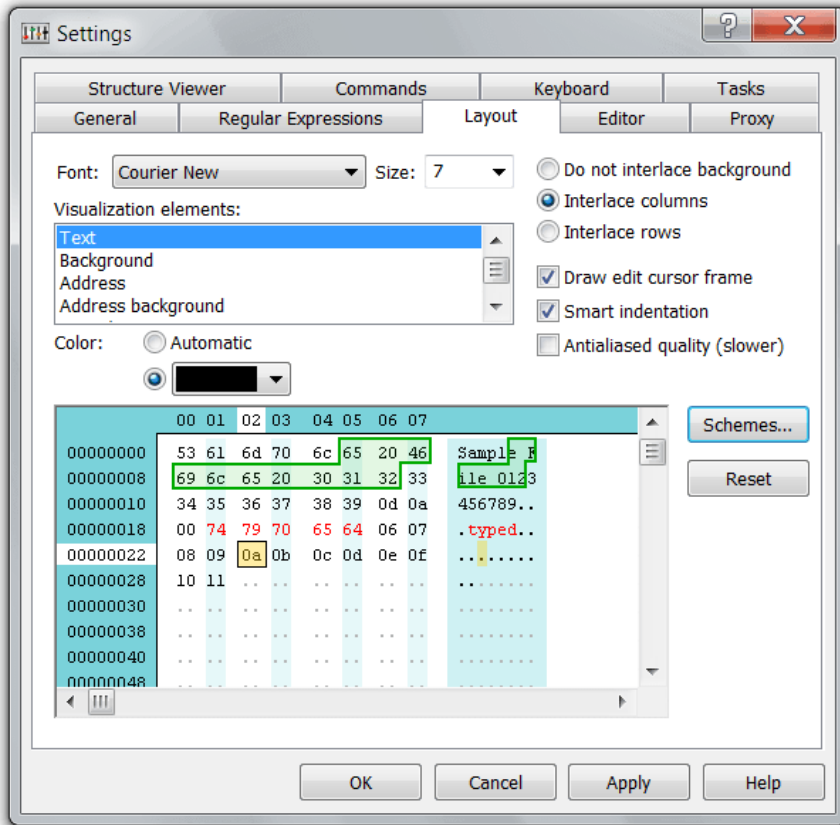 Settings
Structure Viewer Commands Keyboard Tasks
General Regular Expressions Layout Editor Proxy
Font: Courier New Size: 7
Do not interlace background
Visualization elements:
Interlace columns
Text
Interlace rows
Background
Address
Draw edit cursor frame
Address background
Smart indentation
Color: Automatic
Antialiased quality (slower)
00 01 02 03 04 05 06 07
Schemes...
00000000 53 61 6d 70 6c 65 20 46 Sample F
00000008 69 6c 65 20 30 31 32 33 ile 0123
Reset
00000010 34 35 36 37 38 39 0d 0a 456789..
00000018 00 74 79 70 65 64 06 07 .typed..
00000022 08 09 0a 0b 0c 0d 0e 0f ........
00000028 10 11 .. .. .. .. .. .. ........
00000030 .. .. .. .. .. .. .. .. ........
00000038 .. .. .. .. .. .. .. .. ........
00000040 .. .. .. .. .. .. .. .. ........
00000048 .. .. .. .. .. .. .. .. ........
OK Cancel Apply Help